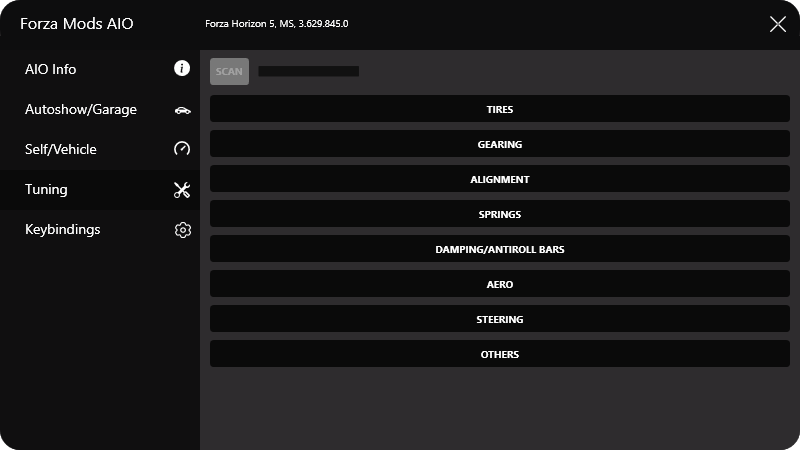 Forza Mods AIO
Forza Horizon 5, MS, 3.629.845.0
AIO Info
Autoshow/Garage
Self/Vehicle
Tuning
Keybindings
SCAN
TIRES
GEARING
ALIGNMENT
SPRINGS
DAMPING/ANTIROLL BARS
AERO
STEERING
OTHERS